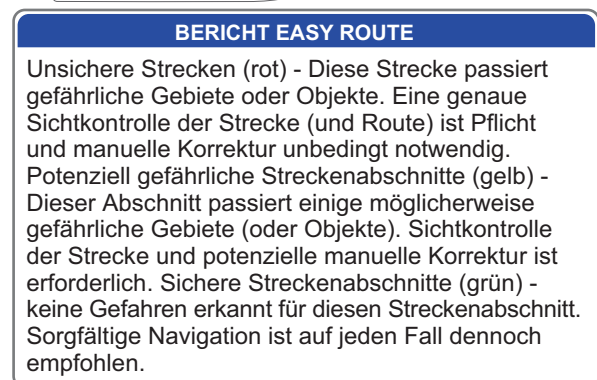 BERICHT EASY ROUTE
Unsichere Strecken (rot) - Diese Strecke passiert
gefährliche Gebiete oder Objekte. Eine genaue
Sichtkontrolle der Strecke (und Route) ist Pflicht
und manuelle Korrektur unbedingt notwendig.
Potenziell gefährliche Streckenabschnitte (gelb) -
Dieser Abschnitt passiert einige möglicherweise
gefährliche Gebiete (oder Objekte). Sichtkontrolle
der Strecke und potenzielle manuelle Korrektur ist
erforderlich. Sichere Streckenabschnitte (grün) -
keine Gefahren erkannt für diesen Streckenabschnitt.
Sorgfältige Navigation ist auf jeden Fall dennoch
empfohlen.